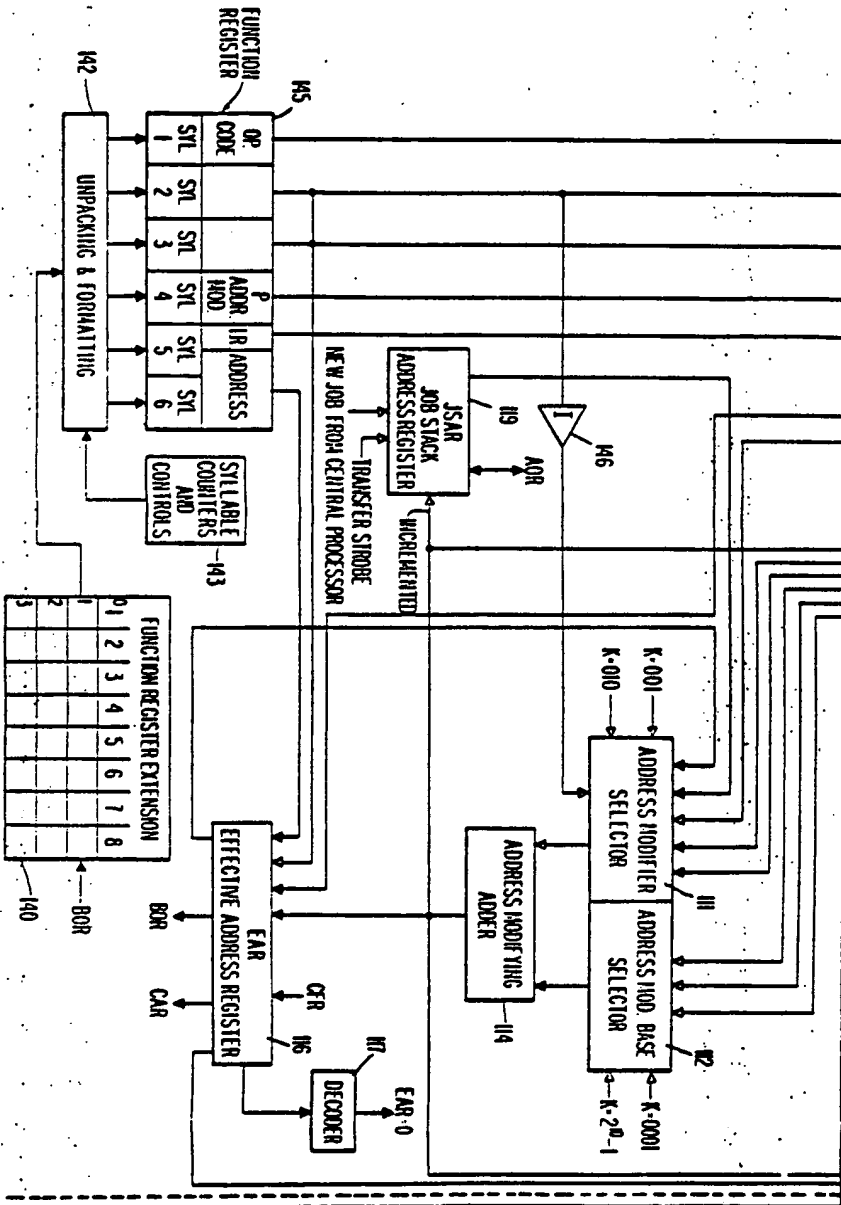 FUNCTION
REGISTER
145
OP
CODE
P
ADDR
MOD.
IR ADDRESS
SYL
1
SYL
2
SYL
3
SYL
4
SYL
5
SYL
6
142
UNPACKING & FORMATTING
SYLLABLE
COUNTERS
AND
CONTROLS
143
FUNCTION REGISTER EXTENSION
1 2 3 4 5 6 7 8
0
1
2
3
BOR
140
JSAR
JOB STACK
ADDRESS REGISTER
119
AOR
NEW JOB FROM CENTRAL PROCESSOR
TRANSFER STROBE
INCREMENTED
I
146
K=001
K=010
ADDRESS MODIFIER
SELECTOR
111
ADDRESS MOD. BASE
SELECTOR
112
K=0001
K=2¹⁰-1
ADDRESS MODIFYING
ADDER
114
EAR
EFFECTIVE ADDRESS REGISTER
116
CFR
BOR
CAR
117
DECODER
EAR=0